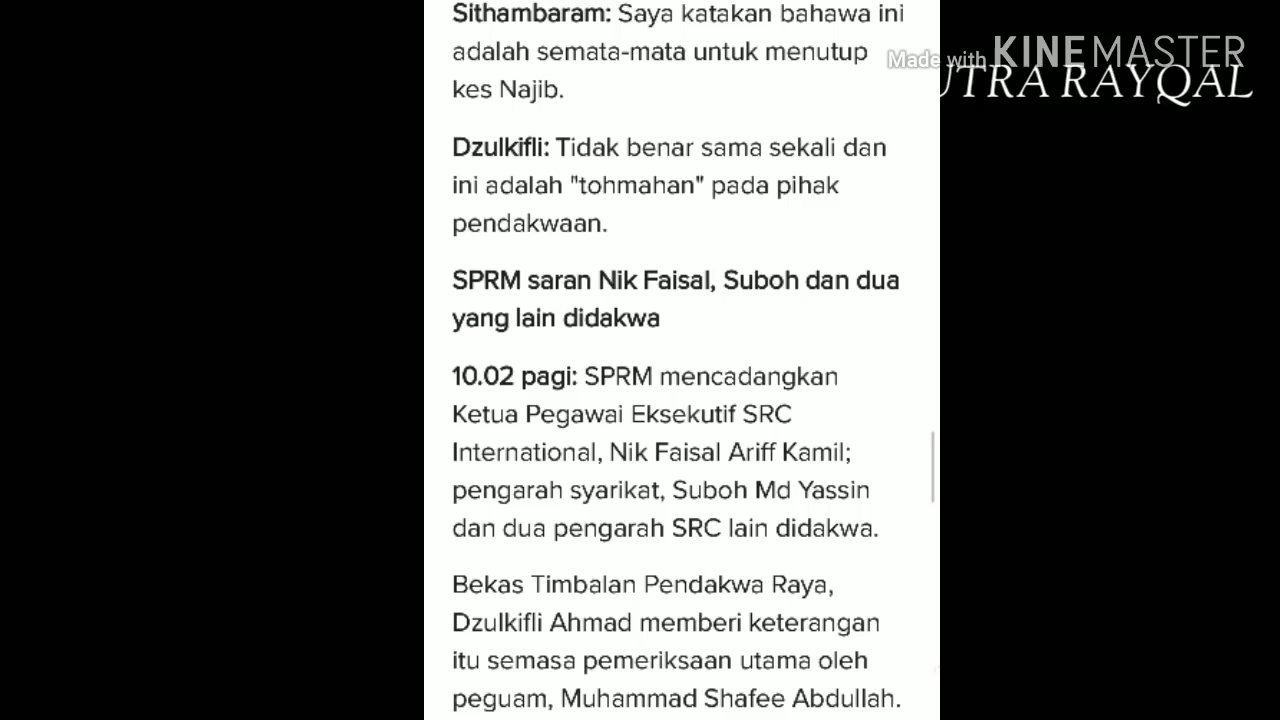 Sithambaram: Saya katakan bahawa ini
adalah semata-mata untuk menutup
kes Najib.
Dzulkifli: Tidak benar sama sekali dan
ini adalah "tohmahan" pada pihak
pendakwaan.
SPRM saran Nik Faisal, Suboh dan dua
yang lain didakwa
10.02 pagi: SPRM mencadangkan
Ketua Pegawai Eksekutif SRC
International, Nik Faisal Ariff Kamil;
pengarah syarikat, Suboh Md Yassin
dan dua pengarah SRC lain didakwa.
Bekas Timbalan Pendakwa Raya,
Dzulkifli Ahmad memberi keterangan
itu semasa pemeriksaan utama oleh
peguam, Muhammad Shafee Abdullah.
Made with KINEMASTER
UTRA RAYQAL